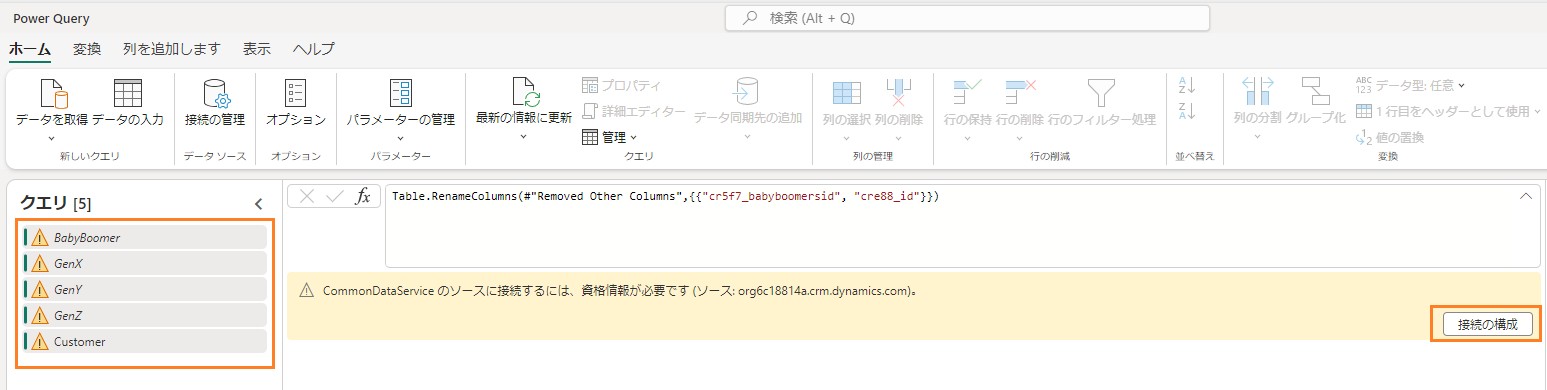 Power Query
検索 (Alt + Q)
ホーム 変換 列を追加します 表示 ヘルプ
データを取得
データの入力
新しいクエリ
接続の管理
データ ソース
オプション
オプション
パラメーターの管理
パラメーター
最新の情報に更新
プロパティ
詳細エディター
管理
データ同期先の追加
クエリ
列の選択
列の削除
列の管理
行の保持
行の削除
行のフィルター処理
行の削減
A
Z
Z
A
並べ替え
列の分割
グループ化
ABC
123
データ型: 任意
1 行目をヘッダーとして使用
1
2
値の置換
変換
クエリ [5]
BabyBoomer
GenX
GenY
GenZ
Customer
fx
Table.RenameColumns(#"Removed Other Columns",{{"cr5f7_babyboomersid", "cre88_id"}})
CommonDataService のソースに接続するには、資格情報が必要です (ソース: org6c18814a.crm.dynamics.com)。
接続の構成